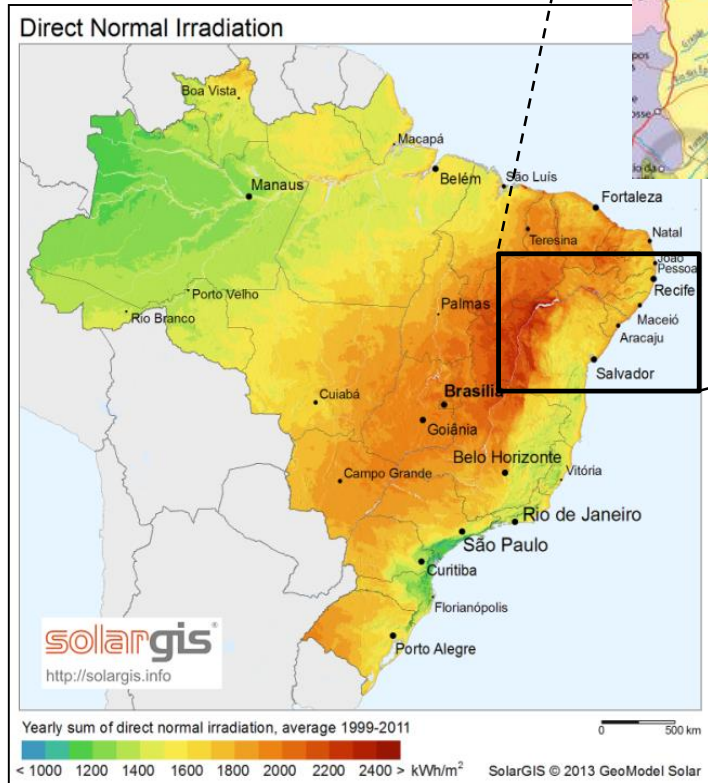 Direct Normal Irradiation
Boa Vista
Macapá
Belém
São Luís
Manaus
Fortaleza
Teresina
Natal
João
Pessoa
Recife
Porto Velho
Palmas
Rio Branco
Maceió
Aracaju
Salvador
Cuiabá
Brasília
Goiânia
Belo Horizonte
Campo Grande
Vitória
Rio de Janeiro
São Paulo
Curitiba
Florianópolis
Porto Alegre
solargis®
http://solargis.info
Yearly sum of direct normal irradiation, average 1999-2011
0 500 km
< 1000 1200 1400 1600 1800 2000 2200 2400 > kWh/m²
SolarGIS © 2013 GeoModel Solar